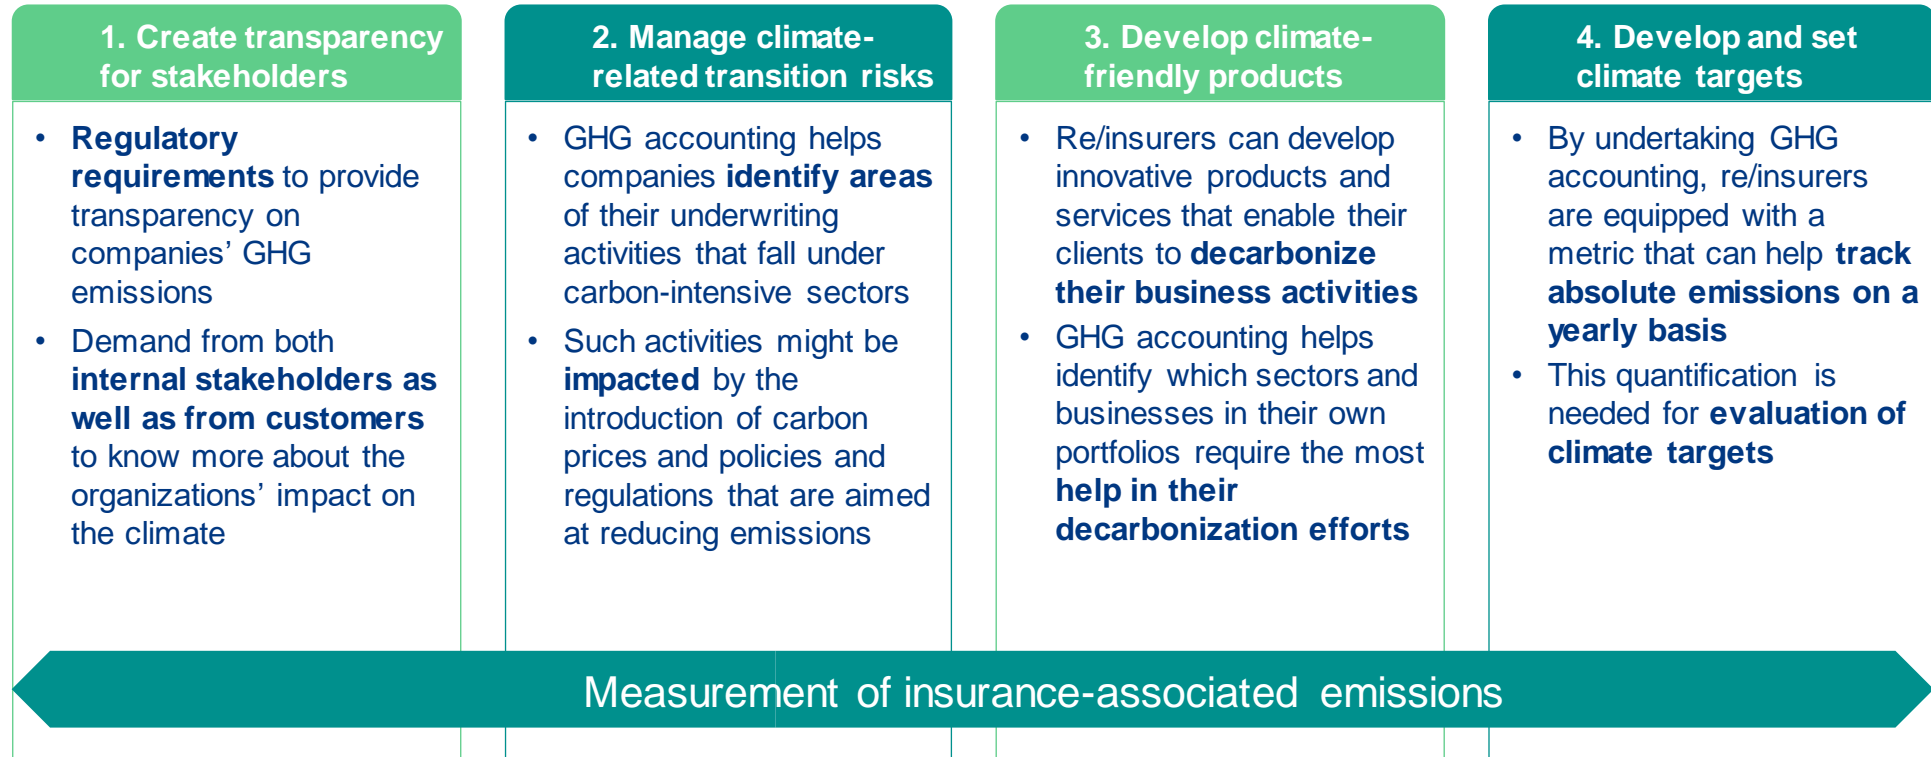 1. Create transparency
for stakeholders
• Regulatory
requirements to provide
transparency on
companies’ GHG
emissions
• Demand from both
internal stakeholders as
well as from customers
to know more about the
organizations’ impact on
the climate
2. Manage climate-
related transition risks
• GHG accounting helps
companies identify areas
of their underwriting
activities that fall under
carbon-intensive sectors
• Such activities might be
impacted by the
introduction of carbon
prices and policies and
regulations that are aimed
at reducing emissions
3. Develop climate-
friendly products
• Re/insurers can develop
innovative products and
services that enable their
clients to decarbonize
their business activities
• GHG accounting helps
identify which sectors and
businesses in their own
portfolios require the most
help in their
decarbonization efforts
4. Develop and set
climate targets
• By undertaking GHG
accounting, re/insurers
are equipped with a
metric that can help track
absolute emissions on a
yearly basis
• This quantification is
needed for evaluation of
climate targets
Measurement of insurance-associated emissions